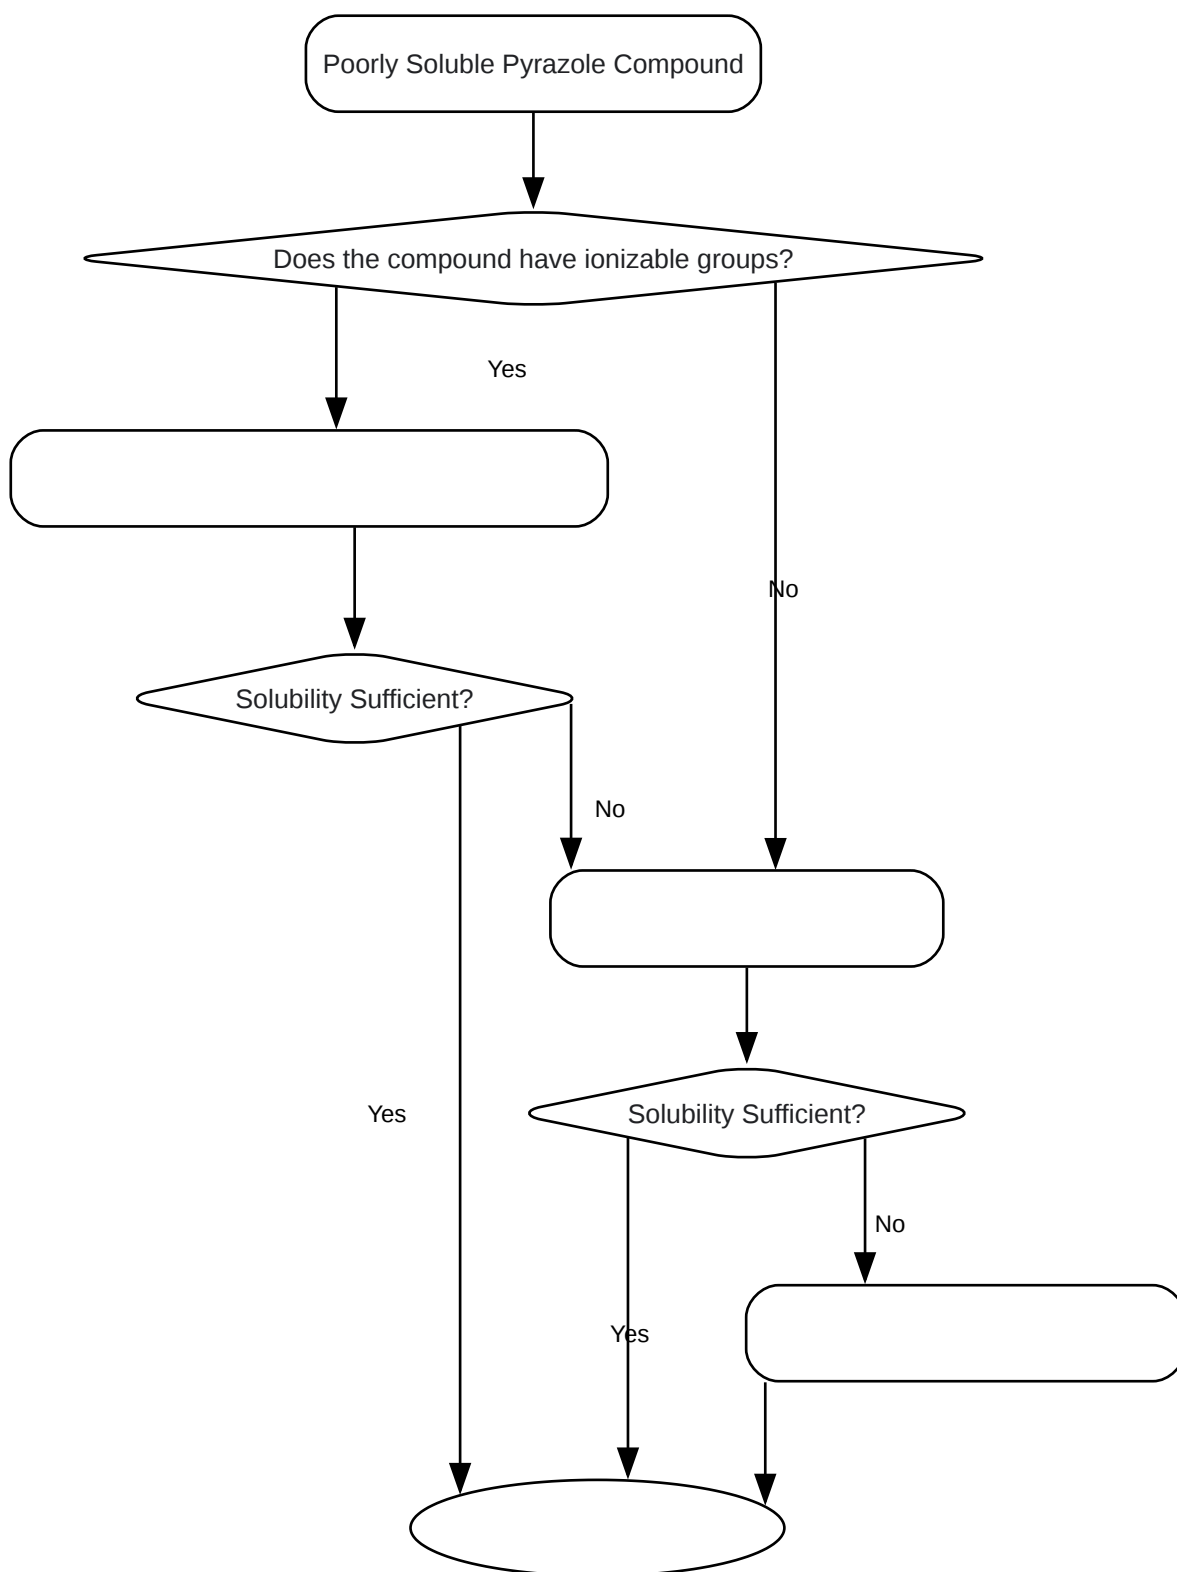 Poorly Soluble Pyrazole Compound
Does the compound have ionizable groups?
Yes
No
Solubility Sufficient?
No
Yes
Solubility Sufficient?
No
Yes